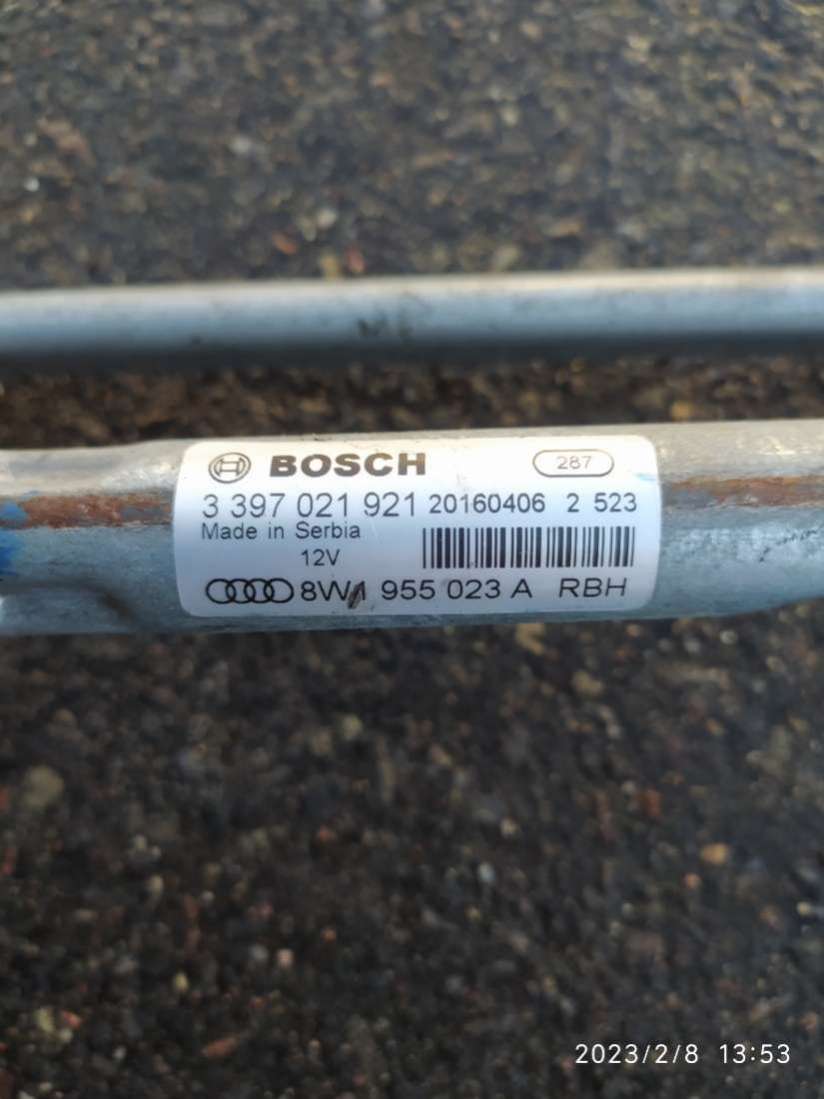 BOSCH 287
3 397 021 921 20160406 2 523
Made in Serbia
12V
8W1 955 023 A RBH
2023/2/8 13:53